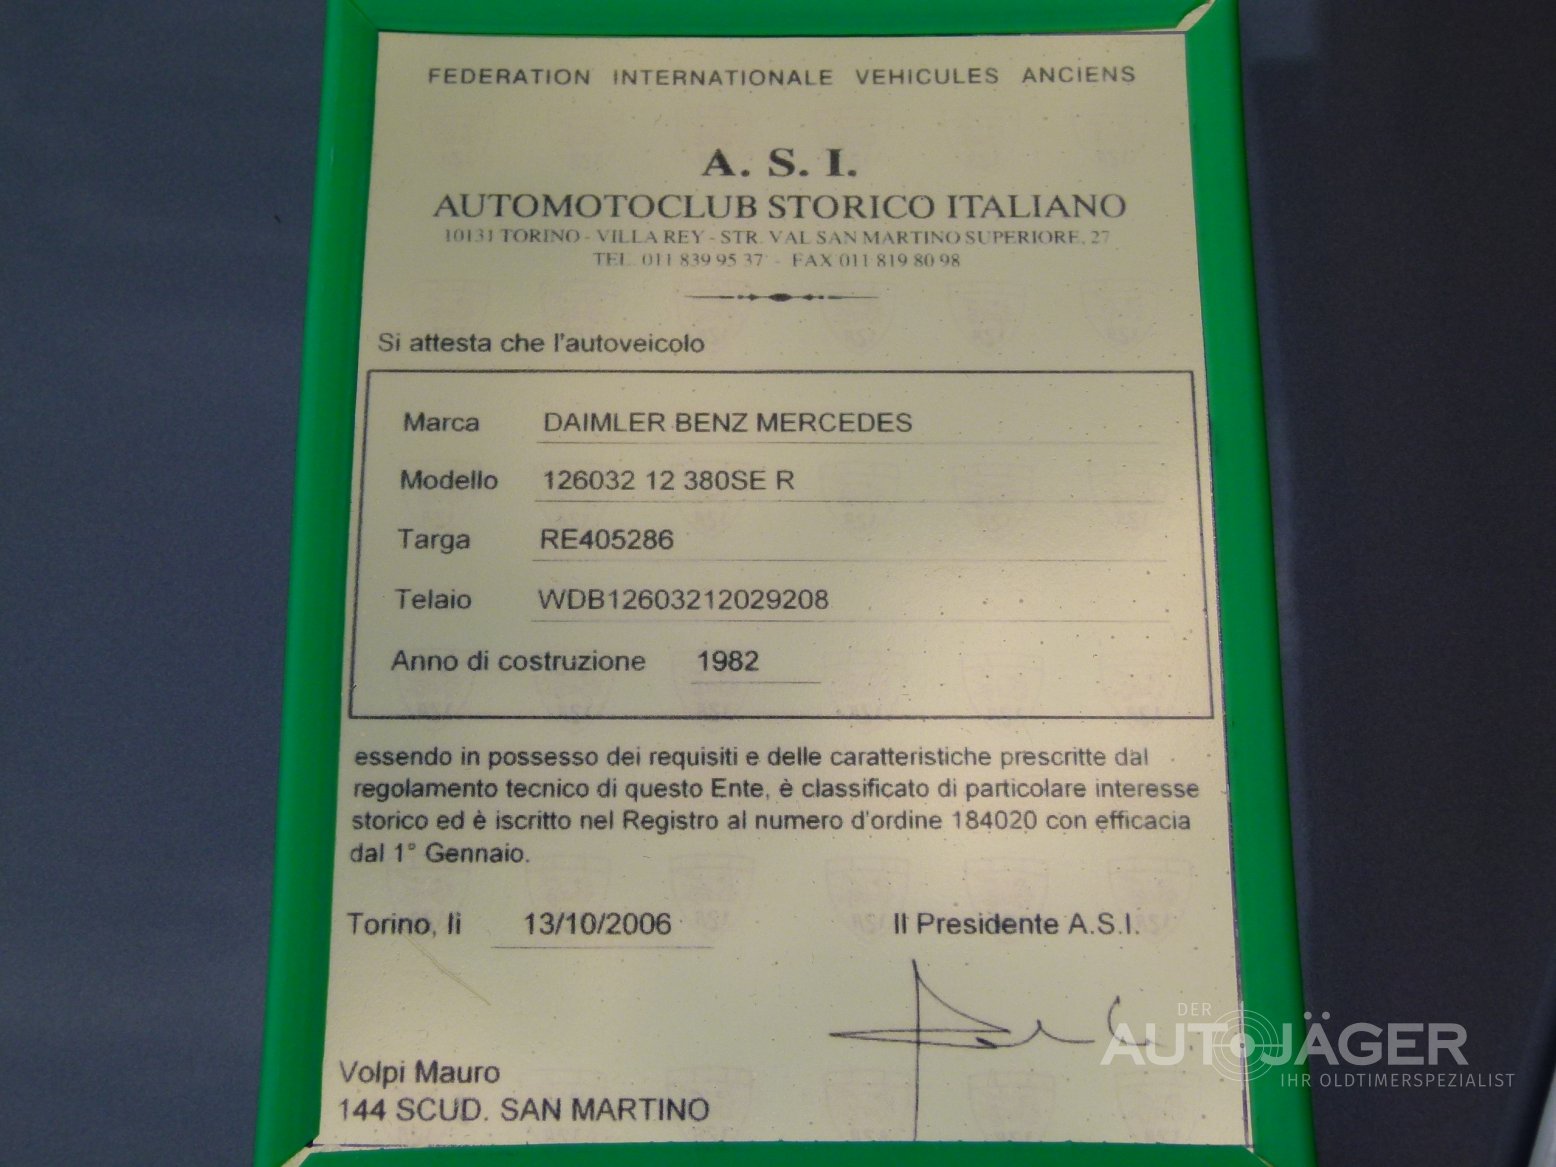 FEDERATION INTERNATIONALE VEHICULES ANCIENS
A. S. I.
AUTOMOTOCLUB STORICO ITALIANO
10131 TORINO - VILLA REY - STR. VAL SAN MARTINO SUPERIORE, 27
TEL. 011 839 95 37 - FAX 011 819 80 98
Si attesta che l'autoveicolo
Marca DAIMLER BENZ MERCEDES
Modello 126032 12 380SE R
Targa RE405286
Telaio WDB12603212029208
Anno di costruzione 1982
essendo in possesso dei requisiti e delle caratteristiche prescritte dal
regolamento tecnico di questo Ente, è classificato di particolare interesse
storico ed è iscritto nel Registro al numero d'ordine 184020 con efficacia
dal 1° Gennaio.
Torino, lì 13/10/2006 Il Presidente A.S.I.
Volpi Mauro
144 SCUD. SAN MARTINO
DER
AUTOJÄGER
IHR OLDTIMERSPEZIALIST